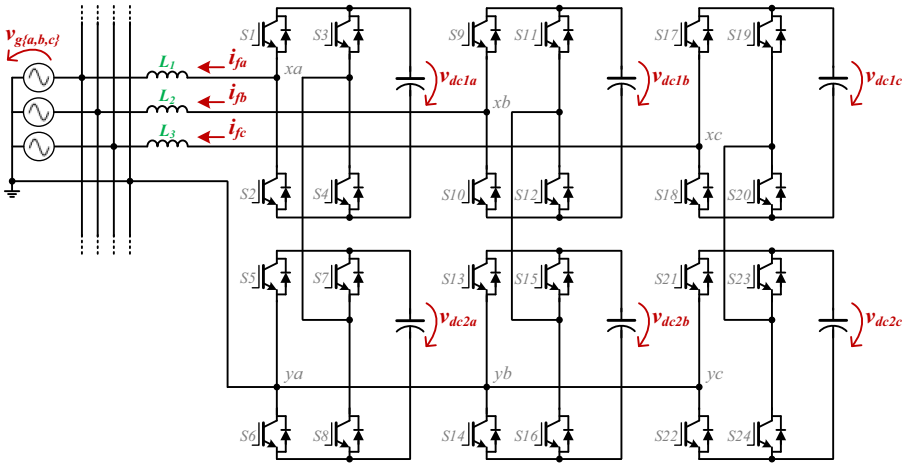 S1 S3 S9 S11 S17 S19
v_g{a,b,c}
L1 i_fa xa v_dc1a v_dc1b v_dc1c
L2 i_fb xb
L3 i_fc xc
S2 S4 S10 S12 S18 S20
S5 S7 S13 S15 S21 S23
v_dc2a v_dc2b v_dc2c
ya yb yc
S6 S8 S14 S16 S22 S24